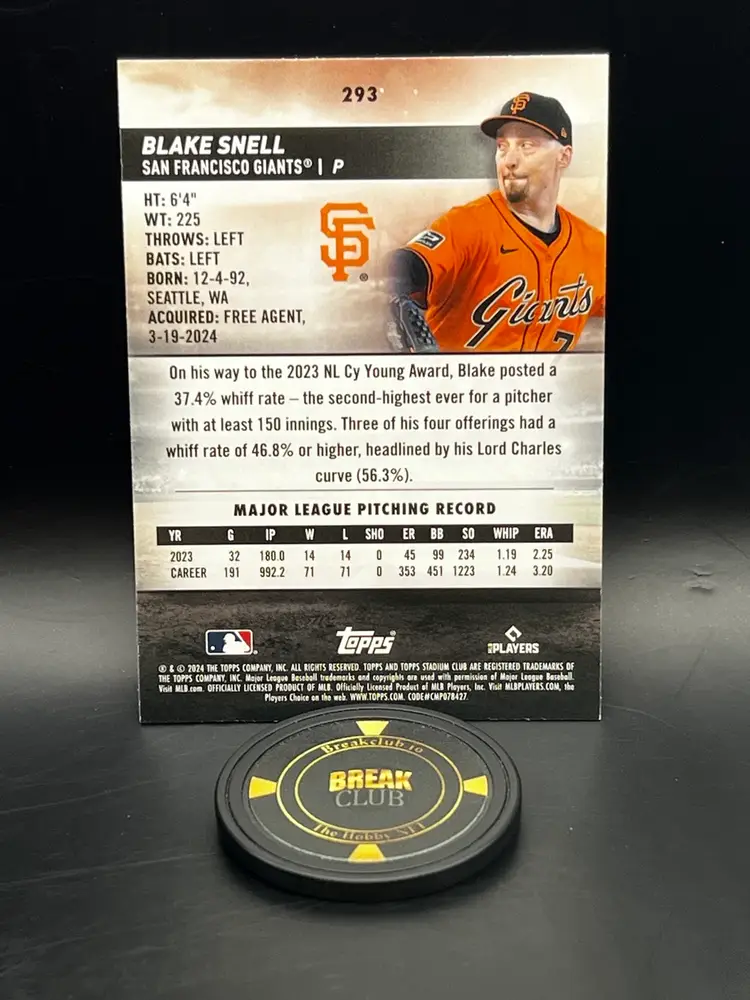 293
BLAKE SNELL
SAN FRANCISCO GIANTS® | P
HT: 6'4"
WT: 225
THROWS: LEFT
BATS: LEFT
BORN: 12-4-92,
SEATTLE, WA
ACQUIRED: FREE AGENT,
3-19-2024
SF
SF®
Giants
7
On his way to the 2023 NL Cy Young Award, Blake posted a
37.4% whiff rate – the second-highest ever for a pitcher
with at least 150 innings. Three of his four offerings had a
whiff rate of 46.8% or higher, headlined by his Lord Charles
curve (56.3%).
MAJOR LEAGUE PITCHING RECORD
YR G IP W L SHO ER BB SO WHIP ERA
2023 32 180.0 14 14 0 45 99 234 1.19 2.25
CAREER 191 992.2 71 71 0 353 451 1223 1.24 3.20
topps®
PLAYERS
® & © 2024 THE TOPPS COMPANY, INC. ALL RIGHTS RESERVED. TOPPS AND TOPPS STADIUM CLUB ARE REGISTERED TRADEMARKS OF
THE TOPPS COMPANY, INC. Major League Baseball trademarks and copyrights are used with permission of Major League Baseball.
Visit MLB.com. OFFICIALLY LICENSED PRODUCT OF MLB. Officially Licensed Product of MLB Players, Inc. Visit MLBPLAYERS.COM, the
Players Choice on the web. WWW.TOPPS.COM. CODE#CMP078427.
Breakclub.io
BREAK
CLUB
The Hobby NFT